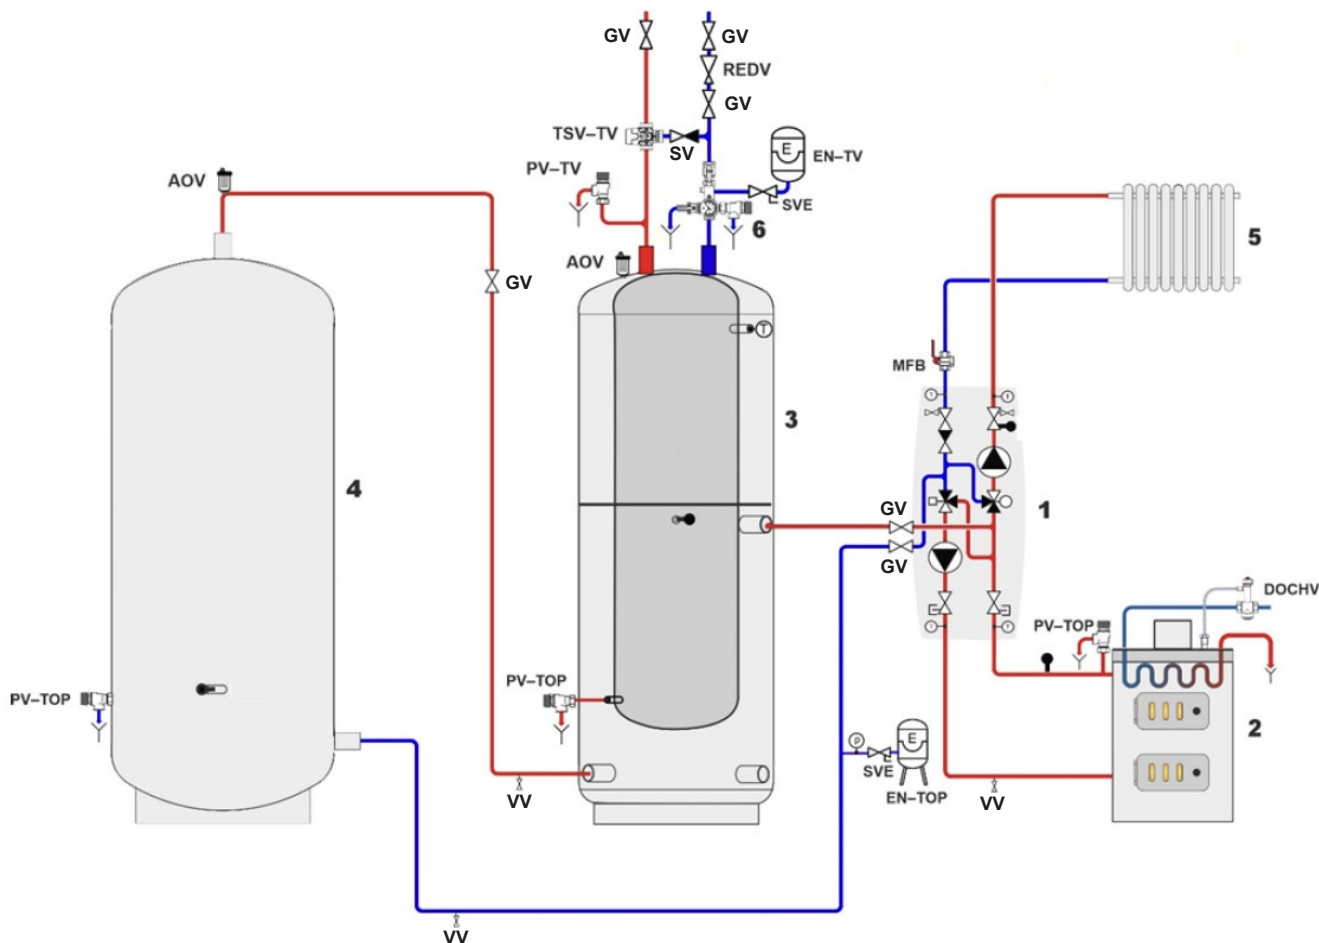 GV
GV
REDV
GV
TSV–TV
SV
E
EN–TV
PV–TV
AOV
SVE
6
5
AOV
GV
T
MFB
3
4
GV
1
GV
DOCHV
PV–TOP
PV–TOP
PV–TOP
2
P
E
SVE
EN–TOP
VV
VV
VV